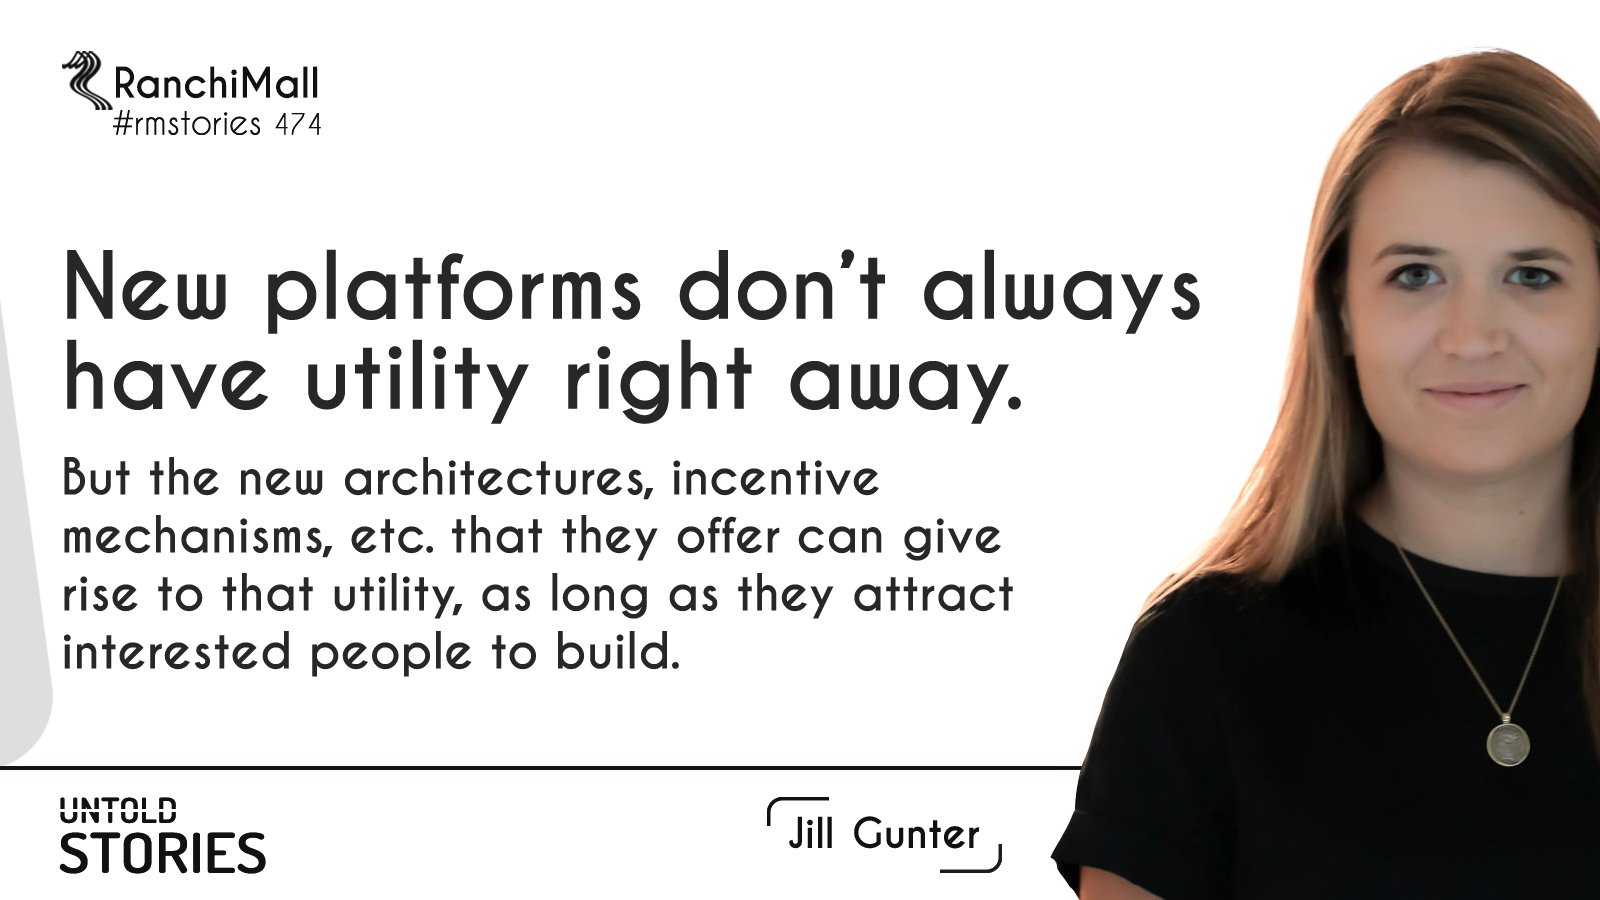 RanchiMall
#rmstories 474
New platforms don’t always
have utility right away.
But the new architectures, incentive
mechanisms, etc. that they offer can give
rise to that utility, as long as they attract
interested people to build.
UNTOLD
STORIES
Jill Gunter